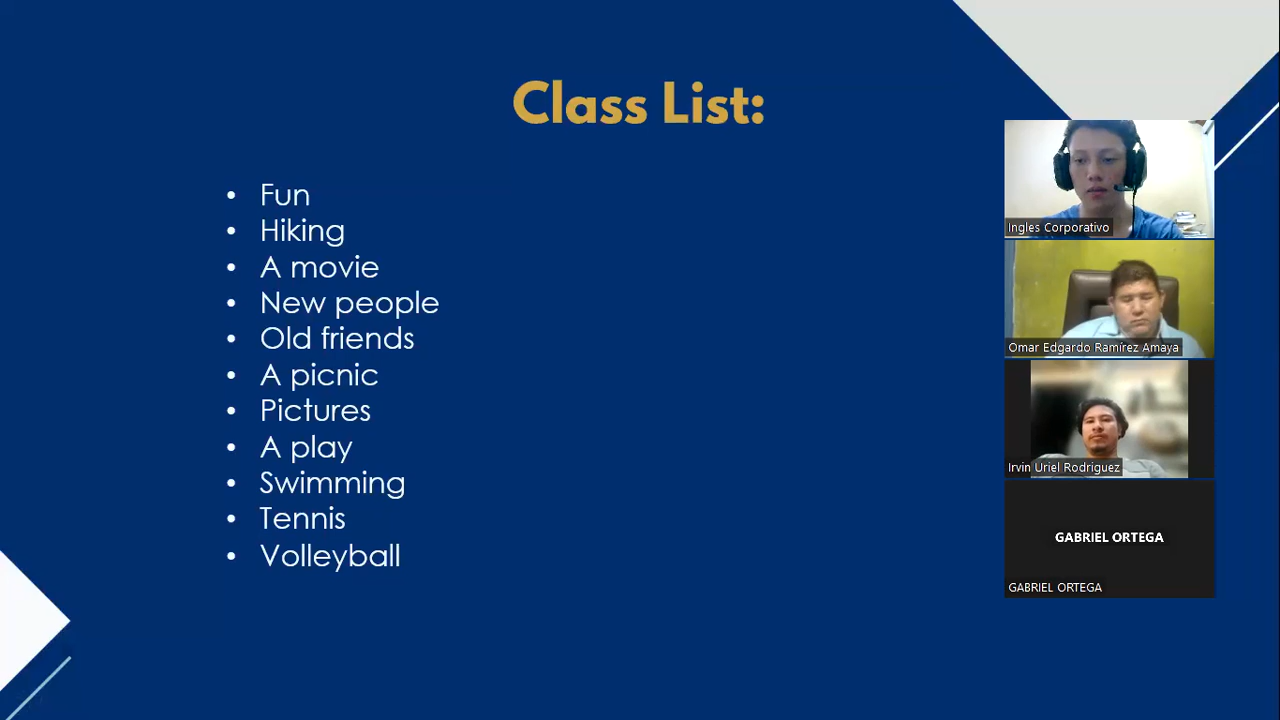 Class List:
• Fun
• Hiking
• A movie
• New people
• Old friends
• A picnic
• Pictures
• A play
• Swimming
• Tennis
• Volleyball
Ingles Corporativo
Omar Edgardo Ramírez Amaya
Irvin Uriel Rodríguez
GABRIEL ORTEGA
GABRIEL ORTEGA